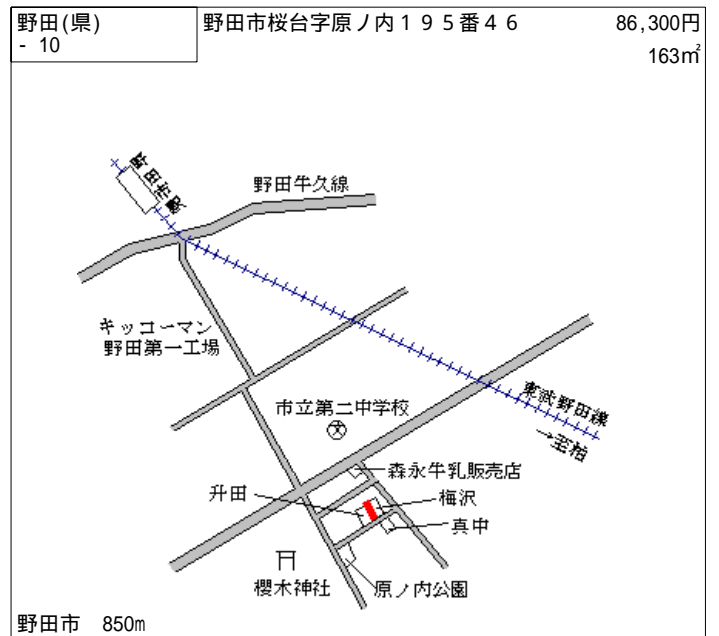 野田(県)
- 10
野田市桜台字原ノ内１９５番４６
86,300円
163㎡
野田市駅
野田牛久線
キッコーマン
野田第一工場
市立第二中学校
東武野田線
→至柏
森永牛乳販売店
升田
梅沢
真中
櫻木神社
原ノ内公園
野田市　850m